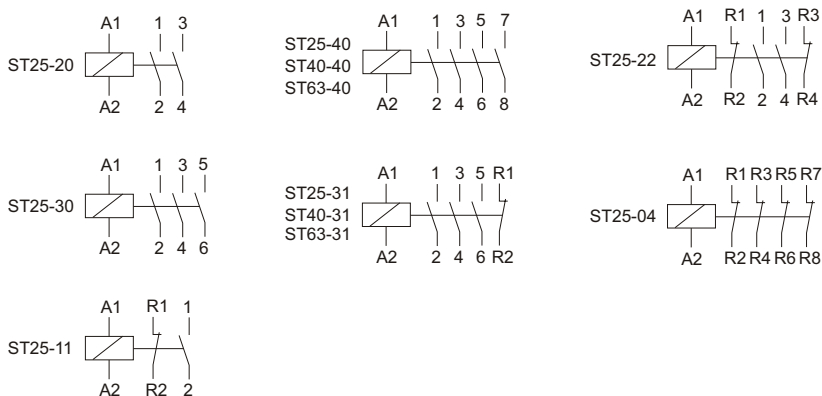 A1 1 3
ST25-20
A2 2 4
A1 1 3 5 7
ST25-40
ST40-40
ST63-40
A2 2 4 6 8
A1 R1 1 3 R3
ST25-22
A2 R2 2 4 R4
A1 1 3 5
ST25-30
A2 2 4 6
A1 1 3 5 R1
ST25-31
ST40-31
ST63-31
A2 2 4 6 R2
A1 R1 R3 R5 R7
ST25-04
A2 R2 R4 R6 R8
A1 R1 1
ST25-11
A2 R2 2